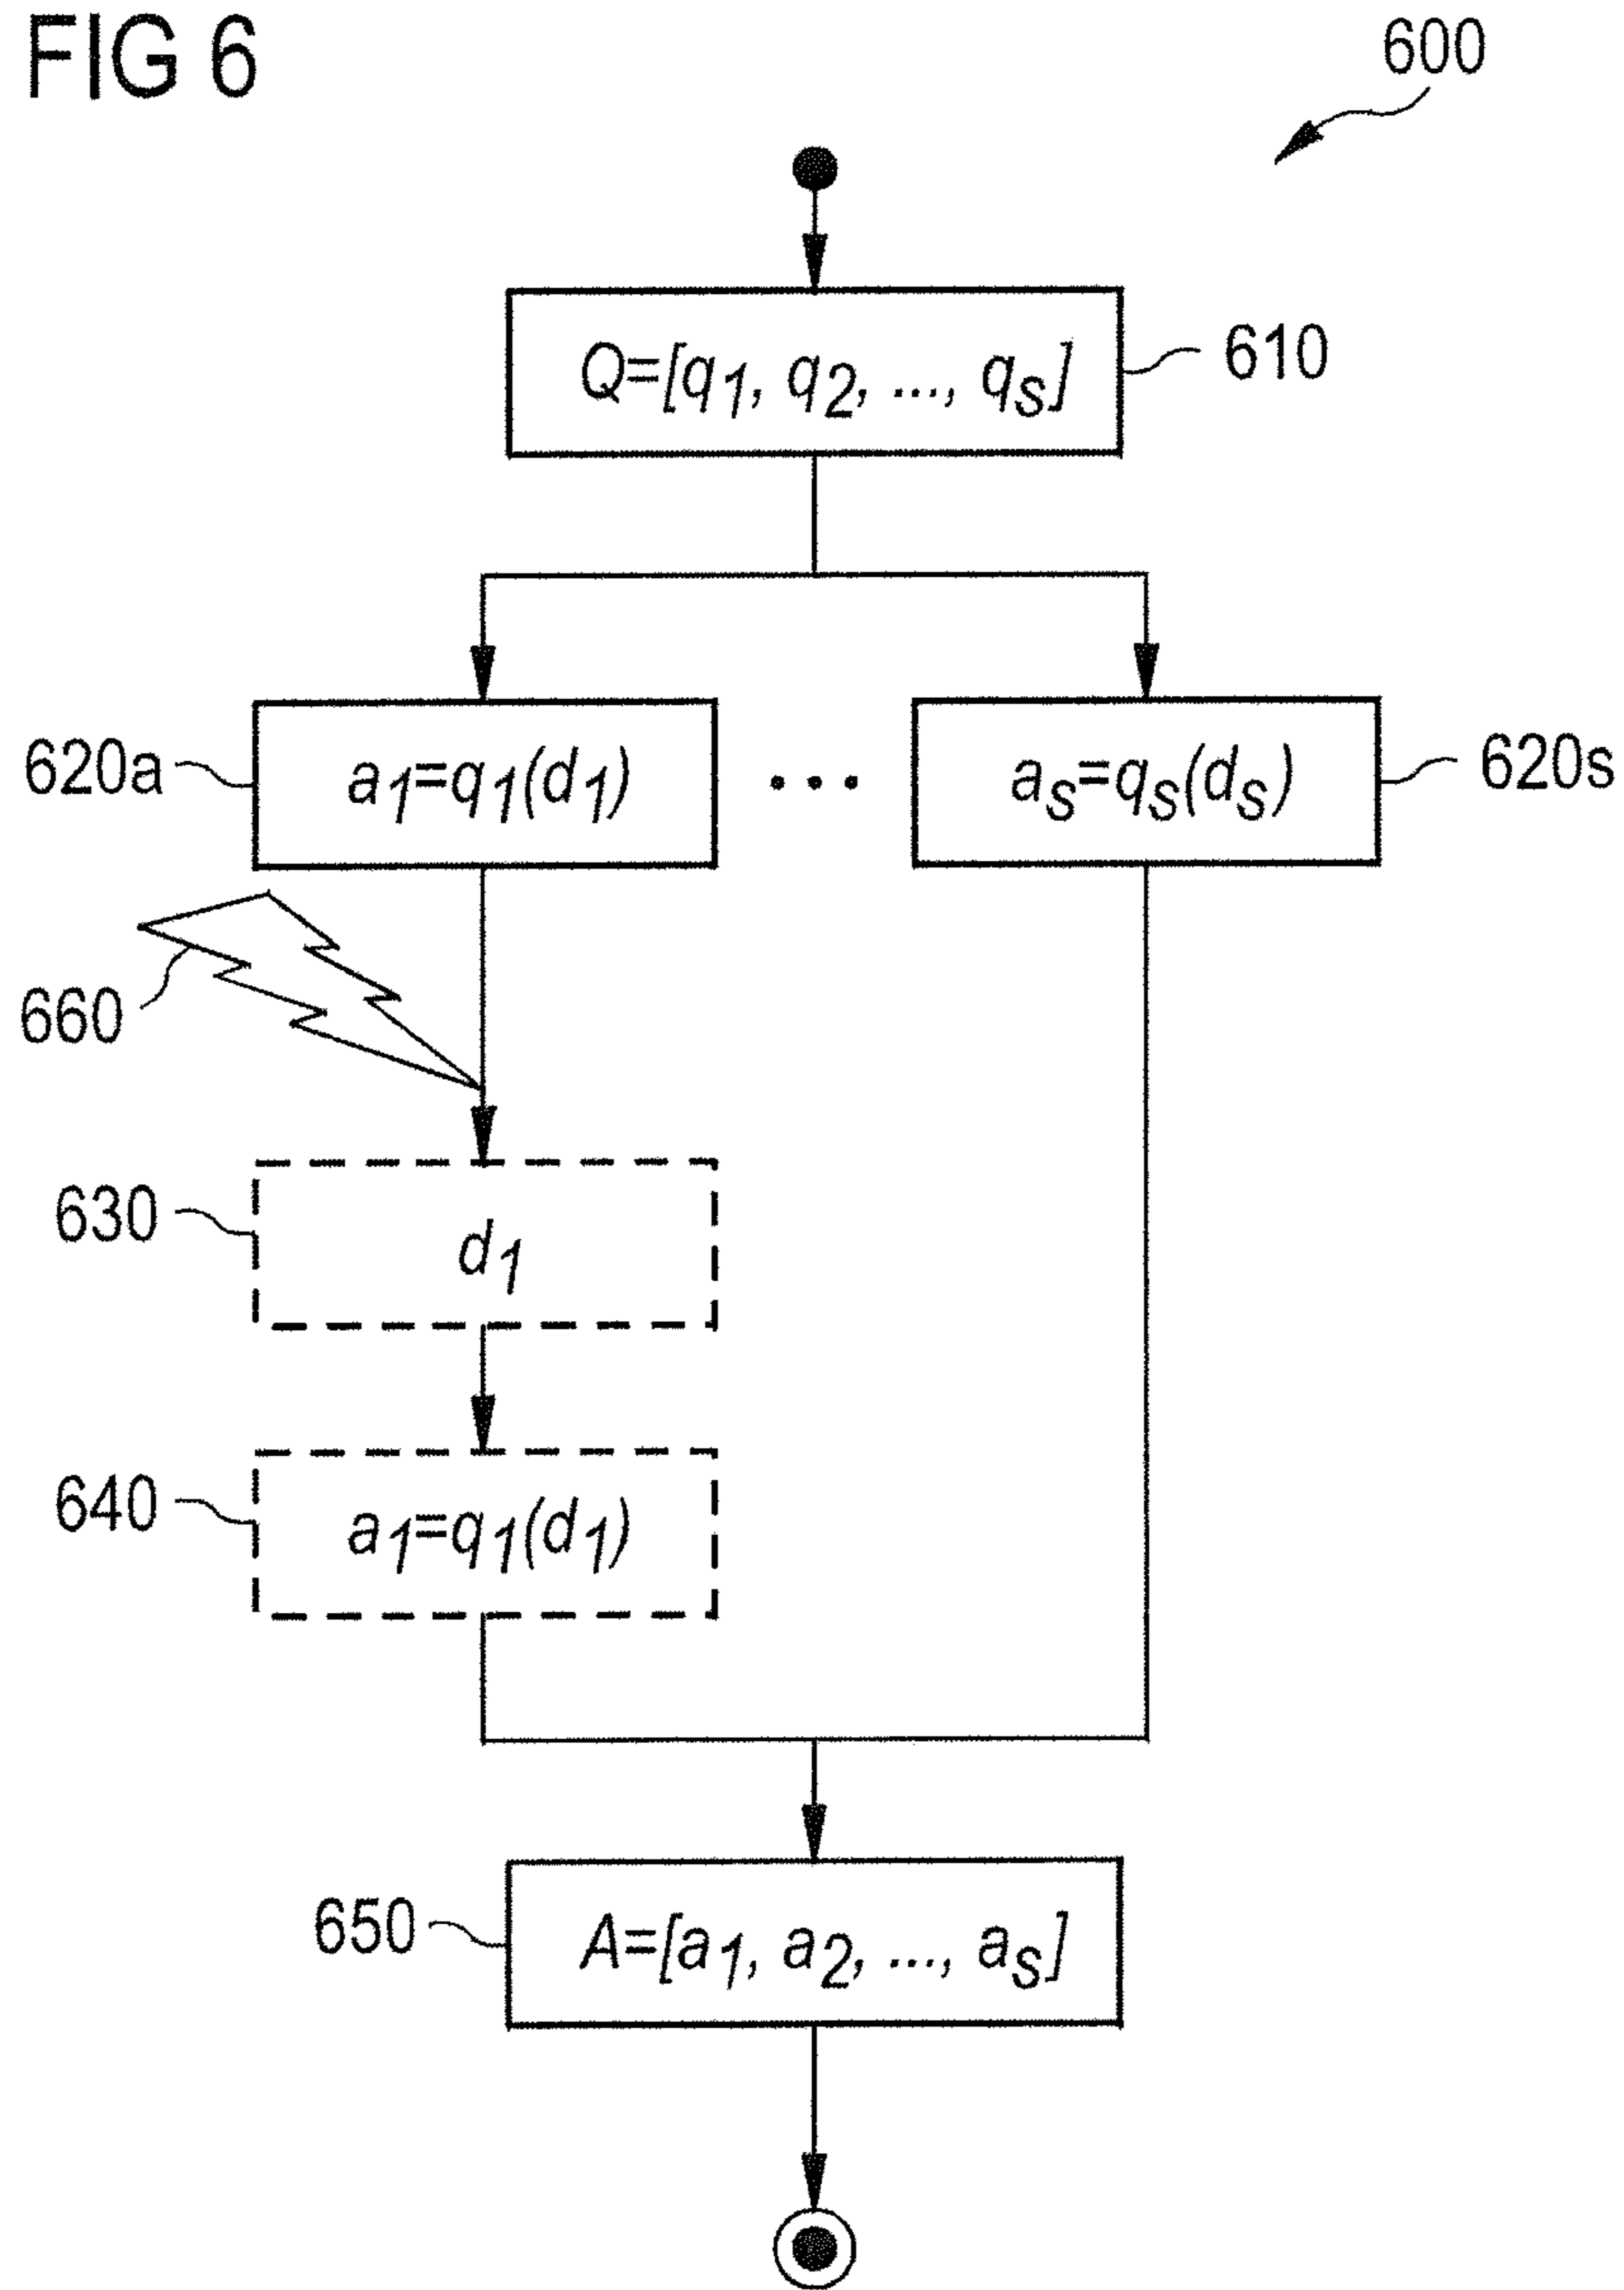 FIG 6
600
Q=[q1, q2, ..., qs]
610
620a
a1=q1(d1)
...
as=qs(ds)
620s
660
630
d1
640
a1=q1(d1)
650
A=[a1, a2, ..., as]